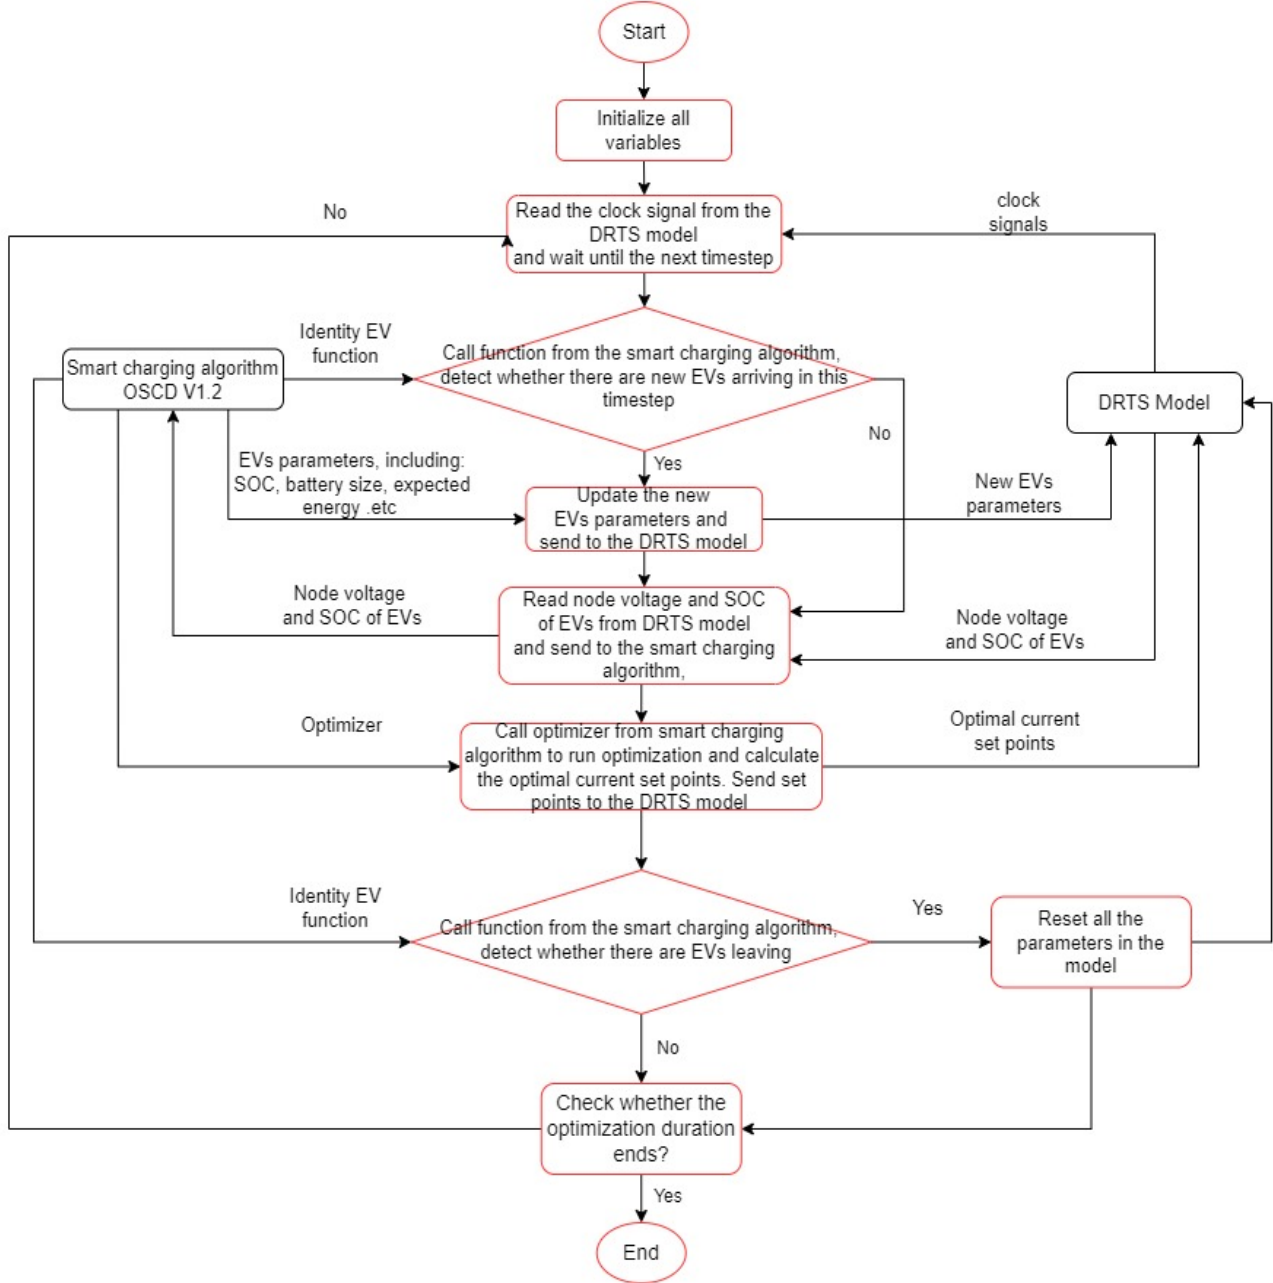 Start
Initialize all
variables
No
clock
signals
Read the clock signal from the
DRTS model
and wait until the next timestep
Identity EV
function
Call function from the smart charging algorithm,
detect whether there are new EVs arriving in this
timestep
Smart charging algorithm
OSCD V1.2
DRTS Model
No
Yes
EVs parameters, including:
SOC, battery size, expected
energy .etc
Update the new
EVs parameters and
send to the DRTS model
New EVs
parameters
Node voltage
and SOC of EVs
Read node voltage and SOC
of EVs from DRTS model
and send to the smart charging
algorithm,
Node voltage
and SOC of EVs
Optimizer
Call optimizer from smart charging
algorithm to run optimization and calculate
the optimal current set points. Send set
points to the DRTS model
Optimal current
set points
Identity EV
function
Call function from the smart charging algorithm,
detect whether there are EVs leaving
Yes
Reset all the
parameters in the
model
No
Check whether the
optimization duration
ends?
Yes
End